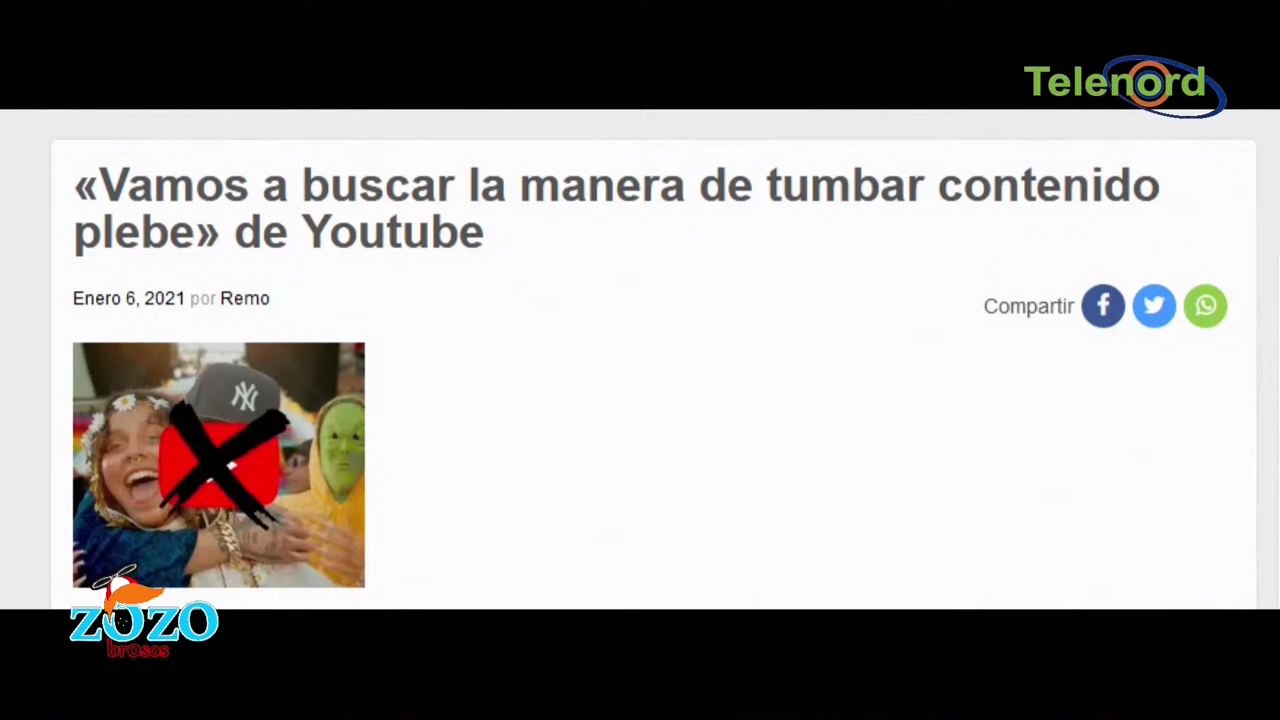 Telenord
«Vamos a buscar la manera de tumbar contenido
plebe» de Youtube
Enero 6, 2021 por Remo
Compartir
NY
ZOZO
brosos